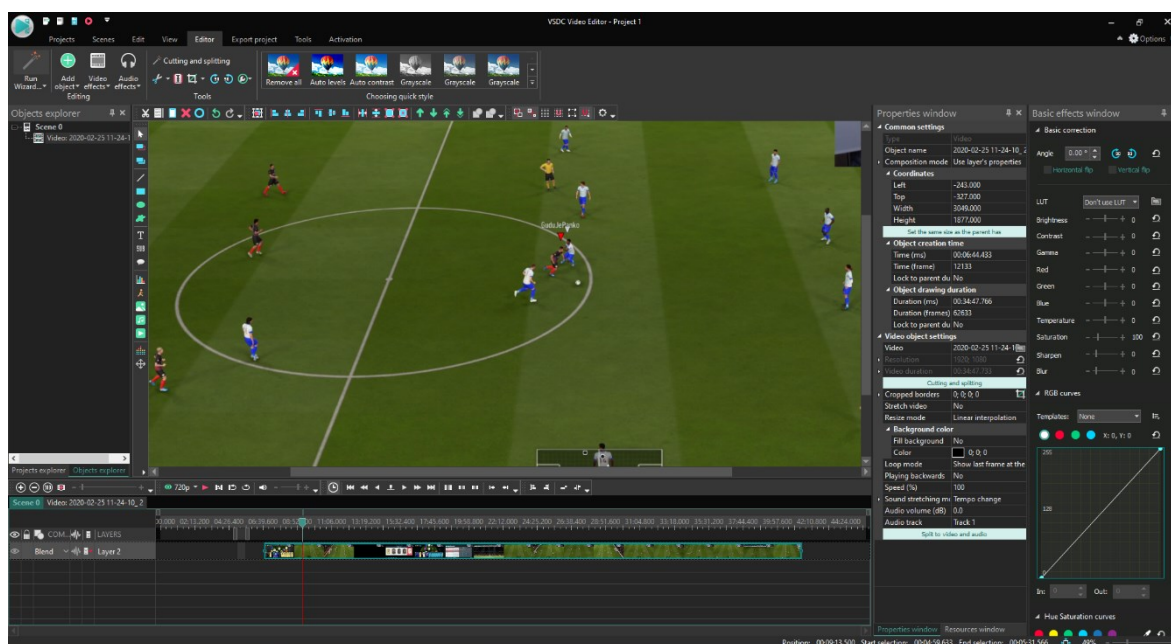 VSDC Video Editor - Project 1
Projects Scenes Edit View Editor Export project Tools Activation
Options
Run Wizard...
Add object
Video effects
Audio effects
Editing
Cutting and splitting
Tools
Remove all Auto levels Auto contrast Grayscale Grayscale Grayscale
Choosing quick style
Objects explorer
Scene 0
Video: 2020-02-25 11-24-1
Projects explorer Objects explorer
Properties window
Common settings
Type Video
Object name 2020-02-25 11-24-10_2
Composition mode Use layer's properties
Coordinates
Left -243.000
Top -327.000
Width 3049.000
Height 1877.000
Set the same size as the parent has
Object creation time
Time (ms) 00:06:44.433
Time (frame) 12133
Lock to parent du No
Object drawing duration
Duration (ms) 00:34:47.766
Duration (frames) 62633
Lock to parent du No
Video object settings
Video 2020-02-25 11-24-1
Resolution 1920; 1080
Video duration 00:34:47.733
Cutting and splitting
Cropped borders 0; 0; 0; 0
Stretch video No
Resize mode Linear interpolation
Background color
Fill background No
Color 0; 0; 0
Loop mode Show last frame at the
Playing backwards No
Speed (%) 100
Sound stretching m Tempo change
Audio volume (dB) 0.0
Audio track Track 1
Split to video and audio
Properties window Resources window
Basic effects window
Basic correction
Angle 0.00 °
Horizontal flip Vertical flip
LUT Don't use LUT
Brightness 0
Contrast 0
Gamma 0
Red 0
Green 0
Blue 0
Temperature 0
Saturation 100
Sharpen 0
Blur 0
RGB curves
Templates: None
X: 0, Y: 0
255
128
0
In: 0 Out: 0
Hue Saturation curves
720p
Scene 0 Video: 2020-02-25 11-24-10_2
COM... LAYERS
Blend Layer 2
Position: 00:09:13.500 Start selection: 00:04:59.633 End selection: 00:05:31.566 49%